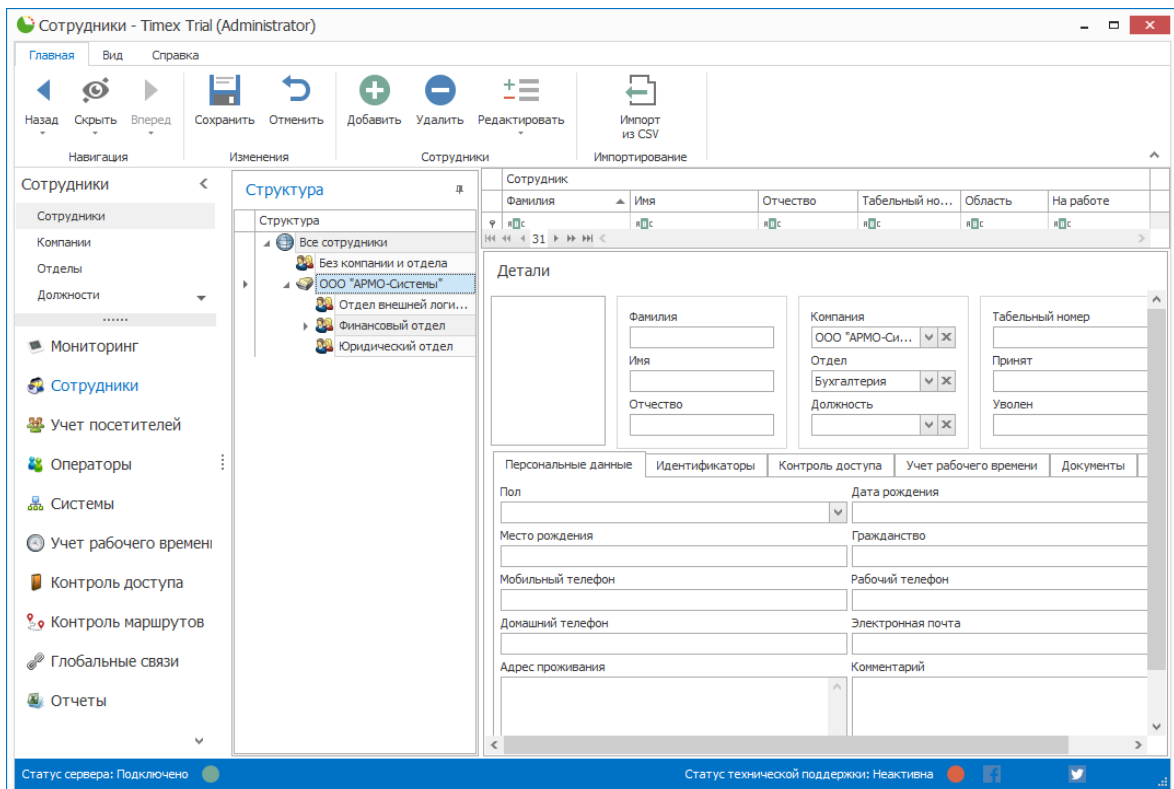 Сотрудники - Timex Trial (Administrator)
Главная Вид Справка
Назад Скрыть Вперед Сохранить Отменить Добавить Удалить Редактировать Импорт из CSV
Навигация Изменения Сотрудники Импортирование
Сотрудники
Сотрудники
Компании
Отделы
Должности
Мониторинг
Сотрудники
Учет посетителей
Операторы
Системы
Учет рабочего времени
Контроль доступа
Контроль маршрутов
Глобальные связи
Отчеты
Структура
Структура
Все сотрудники
Без компании и отдела
ООО "АРМО-Системы"
Отдел внешней логи...
Финансовый отдел
Юридический отдел
Сотрудник
Фамилия Имя Отчество Табельный но... Область На работе
31
Детали
Фамилия Компания Табельный номер
ООО "АРМО-Си...
Имя Отдел Принят
Бухгалтерия
Отчество Должность Уволен
Персональные данные Идентификаторы Контроль доступа Учет рабочего времени Документы
Пол Дата рождения
Место рождения Гражданство
Мобильный телефон Рабочий телефон
Домашний телефон Электронная почта
Адрес проживания Комментарий
Статус сервера: Подключено Статус технической поддержки: Неактивна